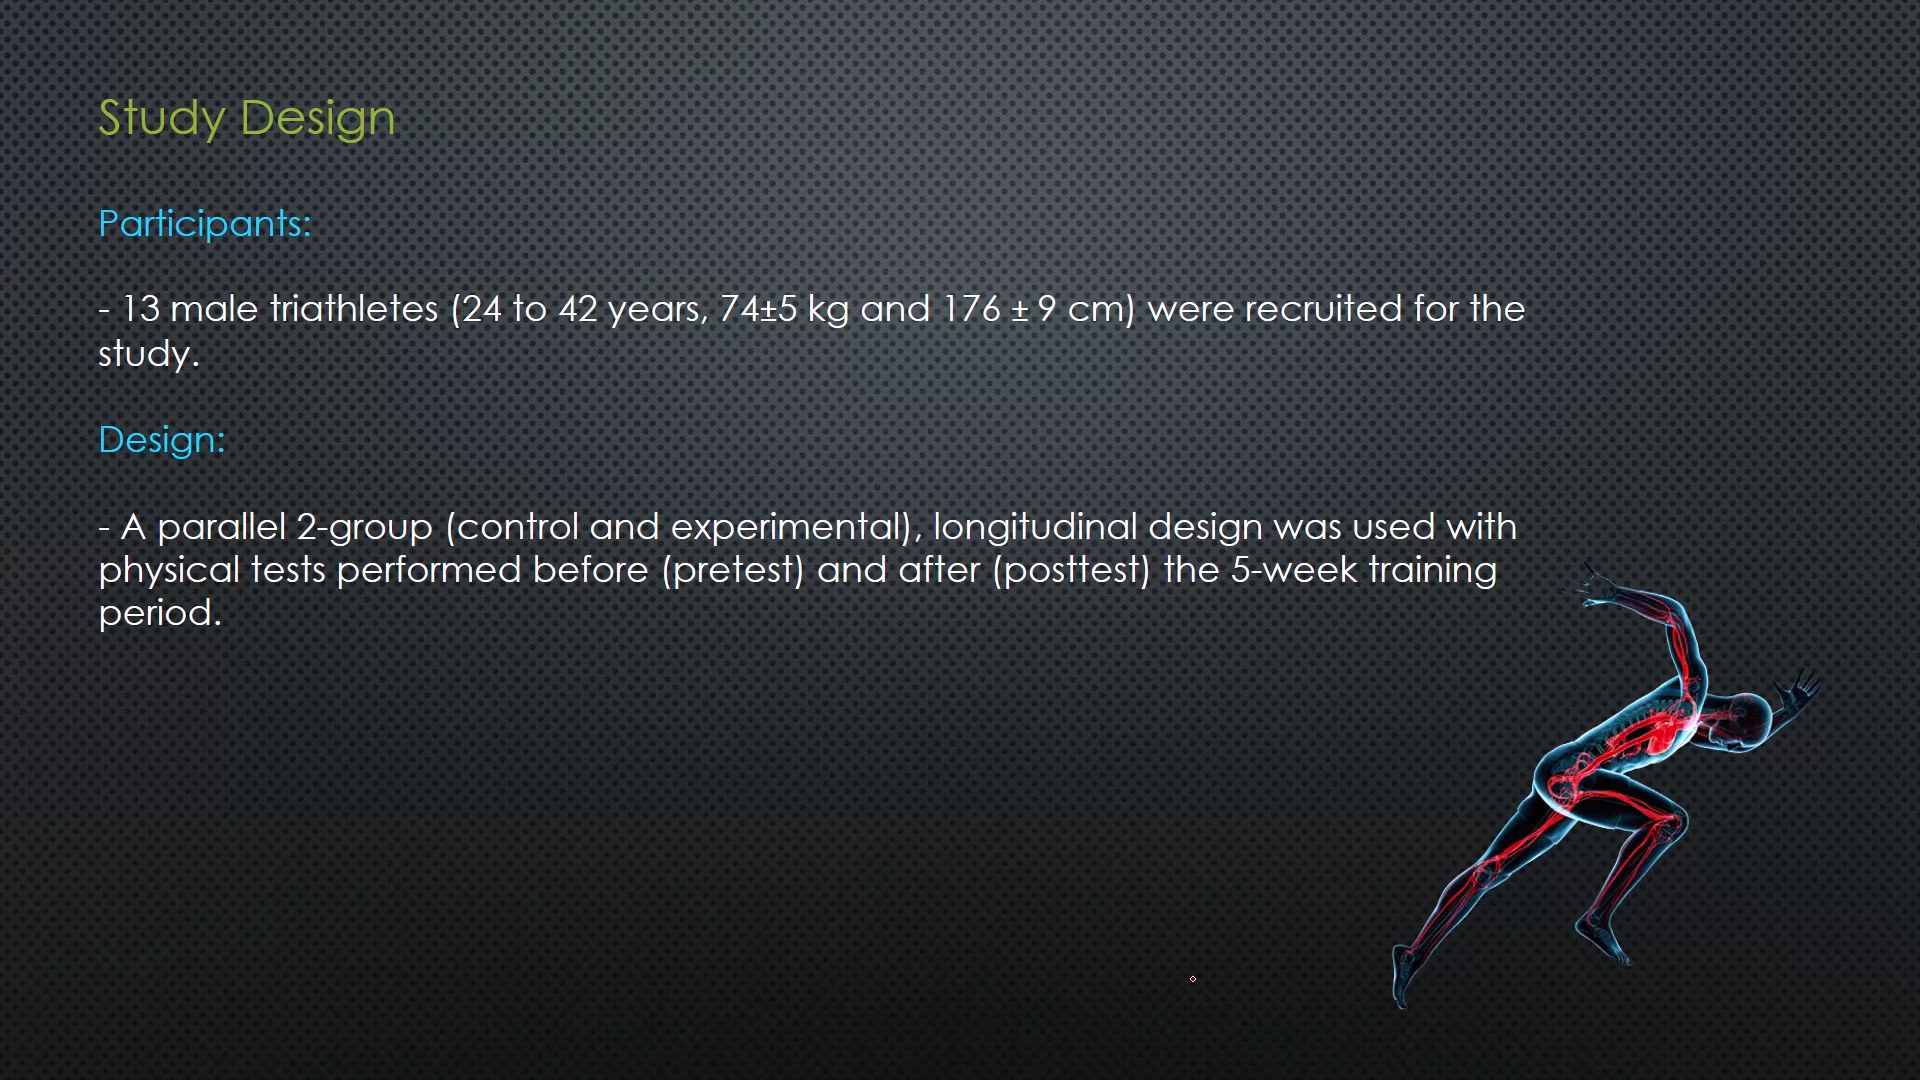 Study Design
Participants:
- 13 male triathletes (24 to 42 years, 74±5 kg and 176 ± 9 cm) were recruited for the
study.
Design:
- A parallel 2-group (control and experimental), longitudinal design was used with
physical tests performed before (pretest) and after (posttest) the 5-week training
period.